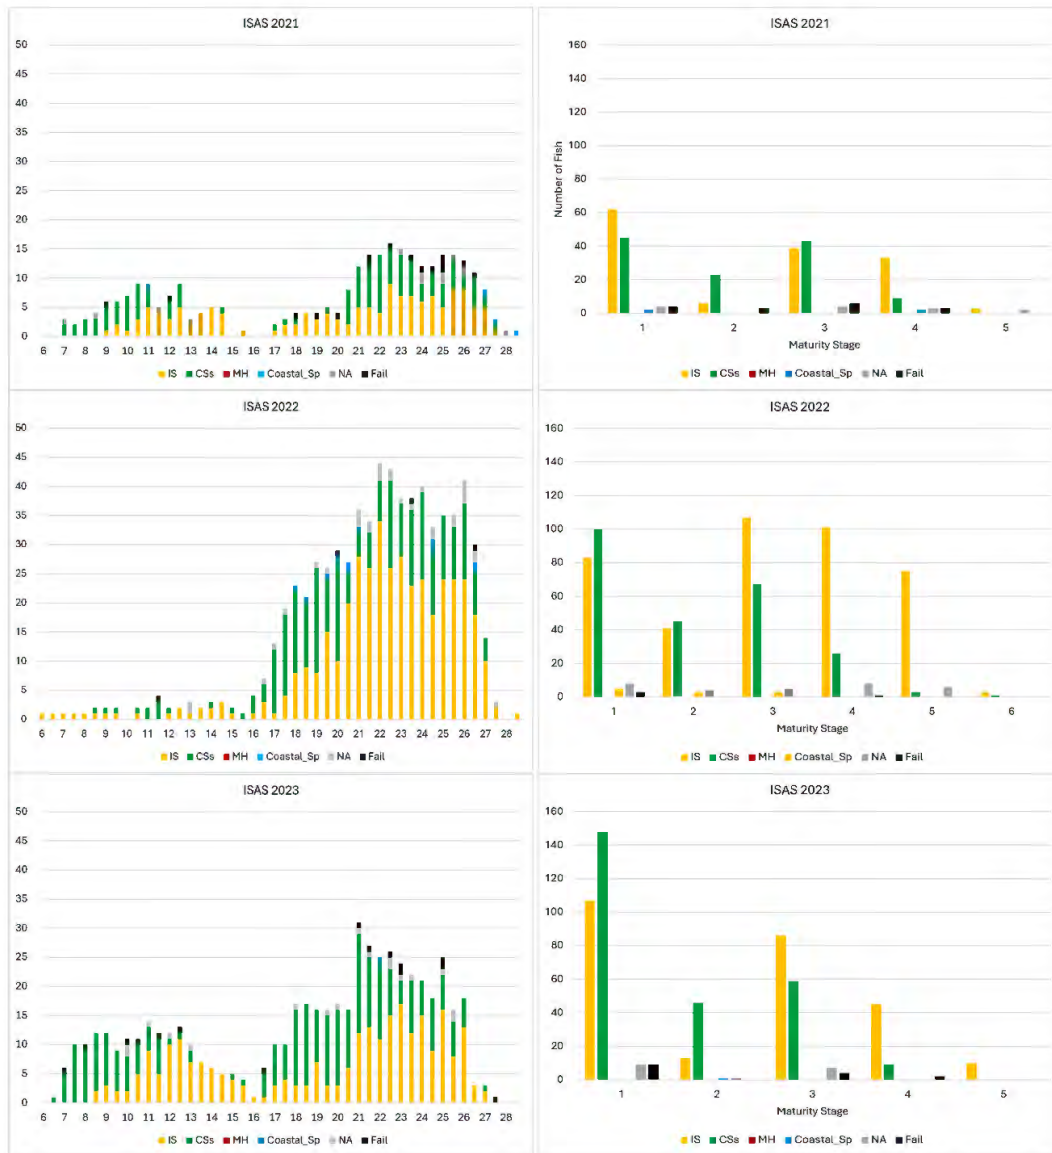 ISAS 2021
50
45
40
35
30
25
20
15
10
5
0
6 7 8 9 10 11 12 13 14 15 16 17 18 19 20 21 22 23 24 25 26 27 28
IS CSs MH Coastal_Sp NA Fail
ISAS 2021
160
140
120
100
80
60
40
20
0
Number of Fish
1 2 3 4 5
Maturity Stage
IS CSs MH Coastal_Sp NA Fail
ISAS 2022
50
45
40
35
30
25
20
15
10
5
0
6 7 8 9 10 11 12 13 14 15 16 17 18 19 20 21 22 23 24 25 26 27 28
IS CSs MH Coastal_Sp NA Fail
ISAS 2022
160
140
120
100
80
60
40
20
0
1 2 3 4 5 6
Maturity Stage
IS CSs MH Coastal_Sp NA Fail
ISAS 2023
50
45
40
35
30
25
20
15
10
5
0
6 7 8 9 10 11 12 13 14 15 16 17 18 19 20 21 22 23 24 25 26 27 28
IS CSs MH Coastal_Sp NA Fail
ISAS 2023
160
140
120
100
80
60
40
20
0
1 2 3 4 5
Maturity Stage
IS CSs MH Coastal_Sp NA Fail